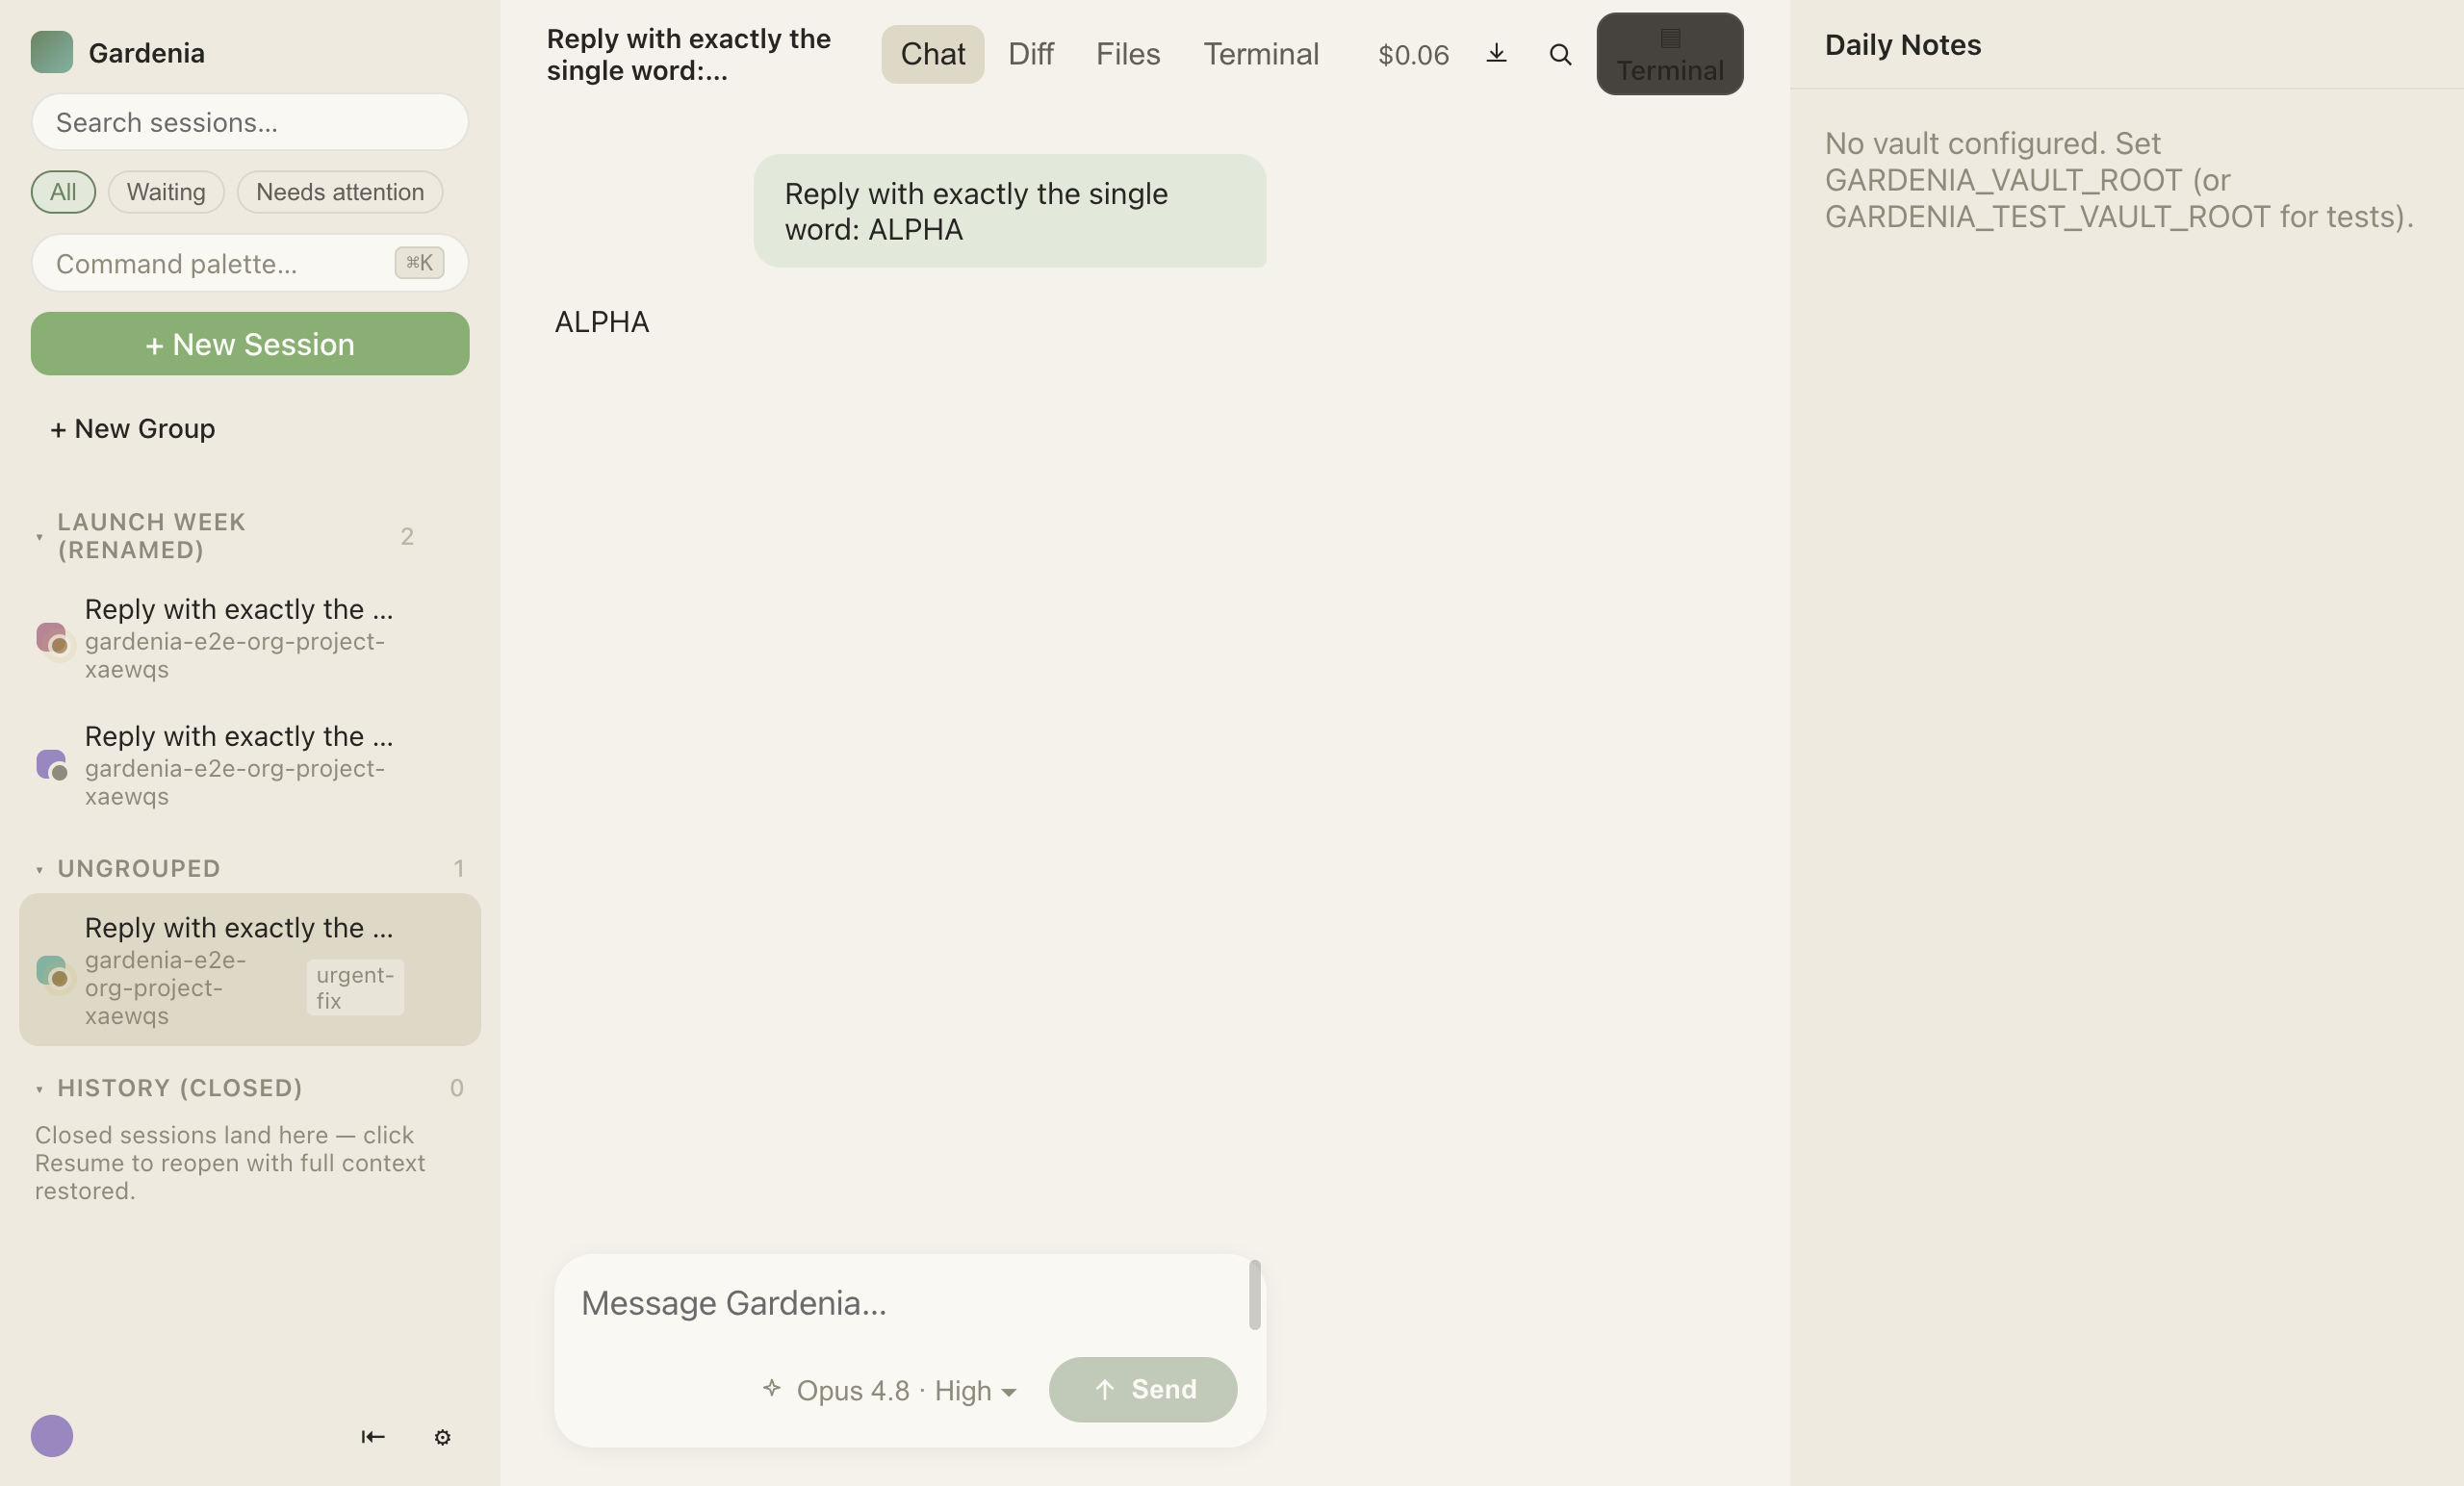 Gardenia
Search sessions...
All
Waiting
Needs attention
Command palette...
⌘K
+ New Session
+ New Group
LAUNCH WEEK
(RENAMED)
2
Reply with exactly the ...
gardenia-e2e-org-project-
xaewqs
Reply with exactly the ...
gardenia-e2e-org-project-
xaewqs
UNGROUPED
1
Reply with exactly the ...
gardenia-e2e-
org-project-
xaewqs
urgent-
fix
HISTORY (CLOSED)
0
Closed sessions land here — click
Resume to reopen with full context
restored.
Reply with exactly the
single word:...
Chat
Diff
Files
Terminal
$0.06
Terminal
Reply with exactly the single
word: ALPHA
ALPHA
Message Gardenia...
Opus 4.8 · High
Send
Daily Notes
No vault configured. Set
GARDENIA_VAULT_ROOT (or
GARDENIA_TEST_VAULT_ROOT for tests).